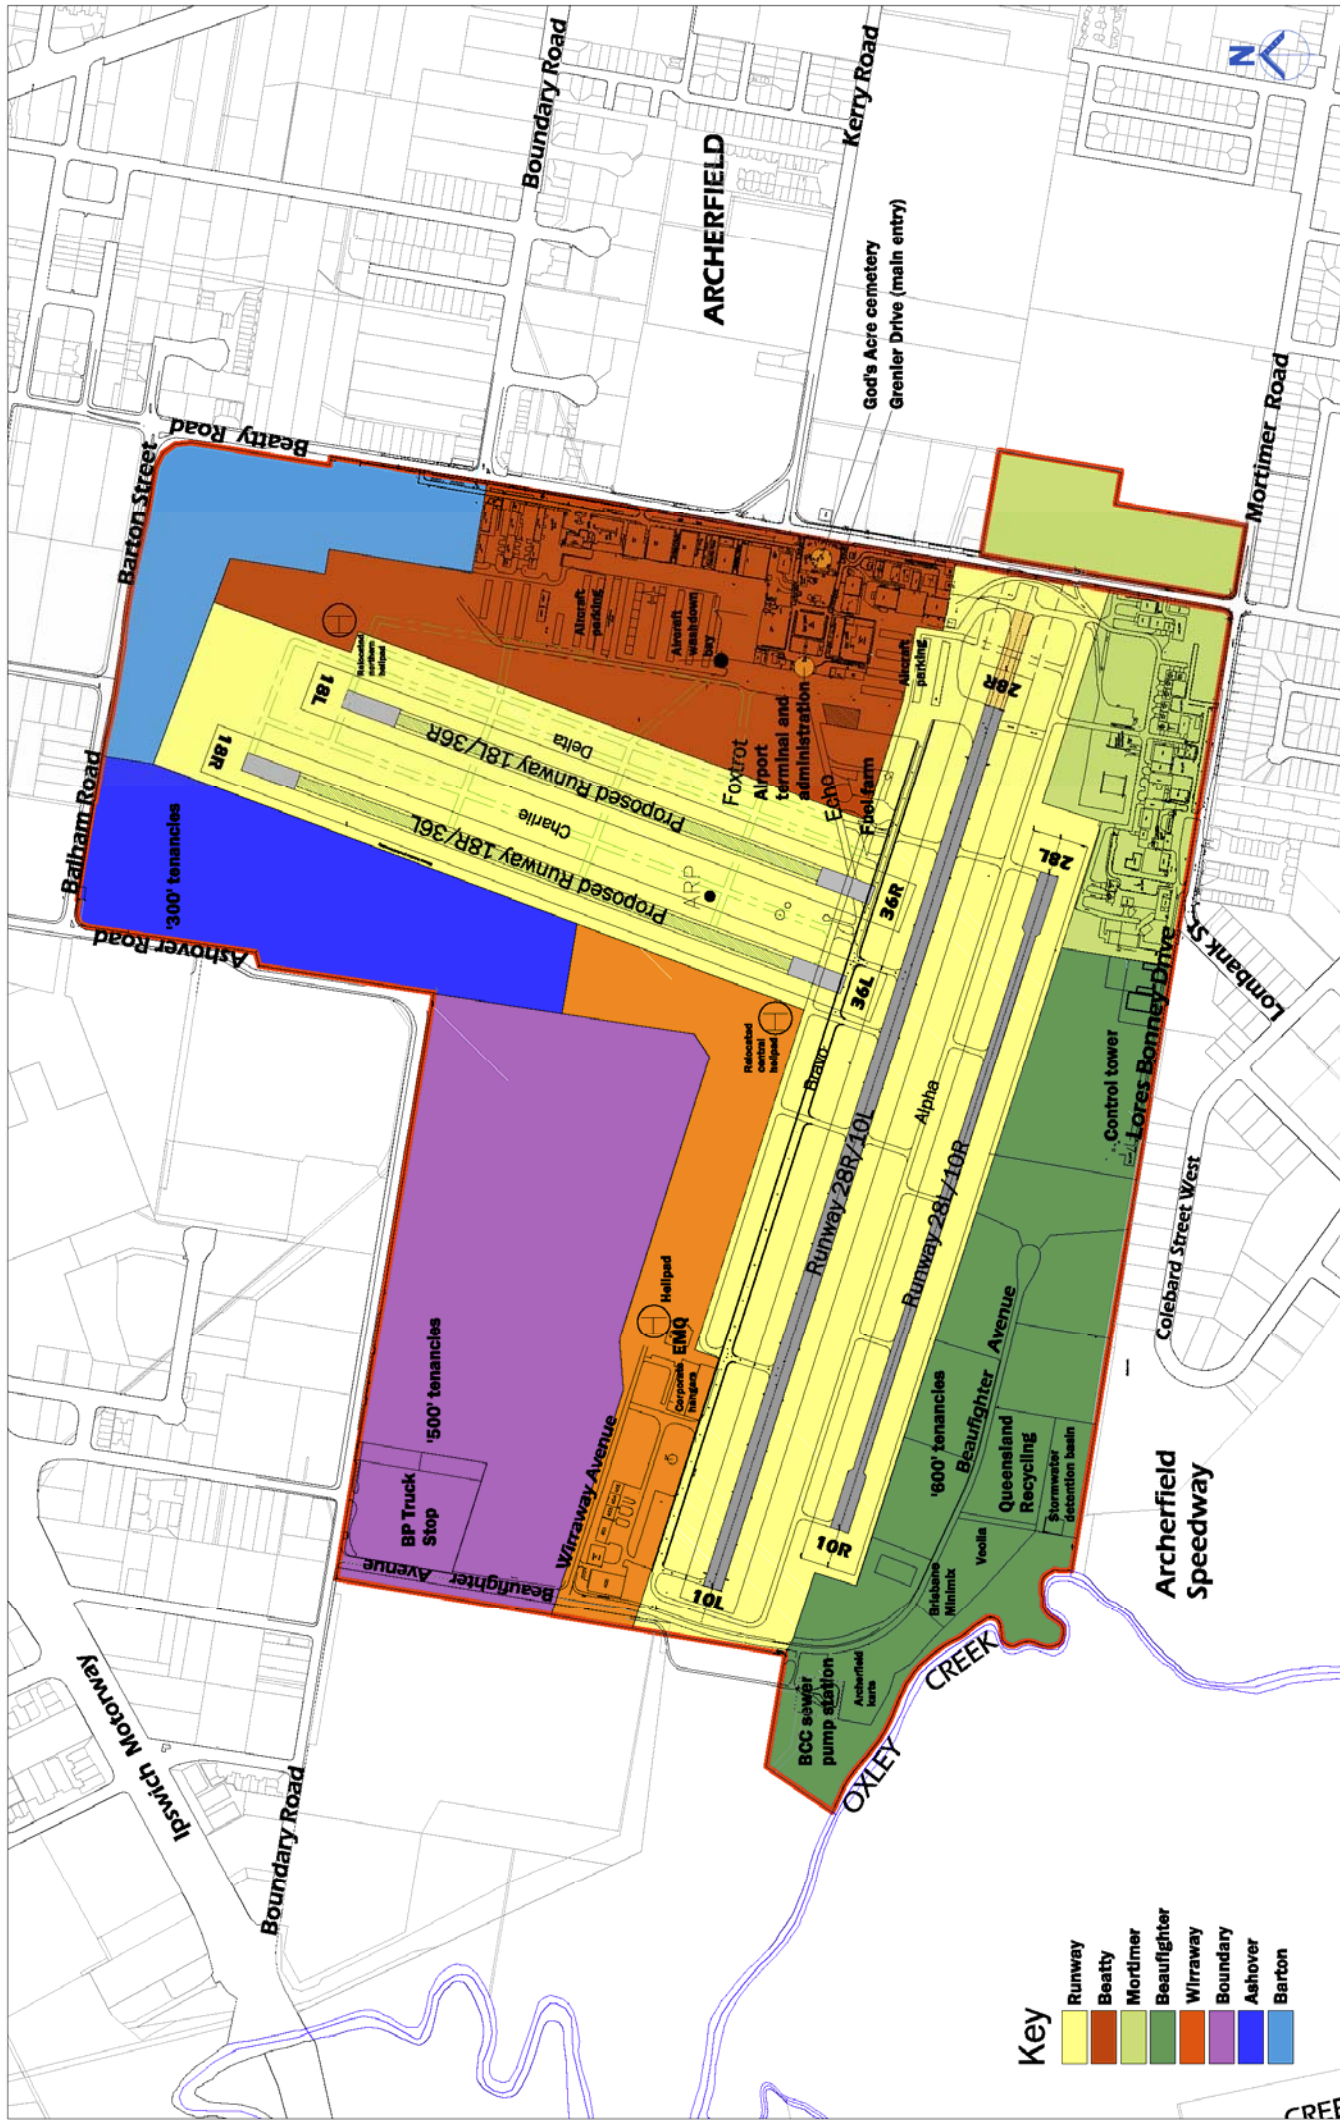 Ipswich Motorway
Boundary Road
Balham Road
Barton Street
Beatty Road
Boundary Road
Kerry Road
N
ARCHERFIELD
Ashover Road
'300' tenancies
18R
18L
Relocated
northern
helipad
H
Aircraft
parking
Aircraft
washdown
bay
God's Acre cemetery
Grenier Drive (main entry)
Mortimer Road
Proposed Runway 18L/36R
Delta
Charlie
Proposed Runway 18R/36L
Foxtrot
Airport
terminal and
administration
Echo
Fuel farm
Aircraft
parking
ARP
36R
36L
28R
28L
Relocated
central
helipad
H
Bravo
Alpha
Runway 28R/10L
Runway 28L/10R
'500' tenancies
BP Truck
Stop
Beaufighter Avenue
Wirraway Avenue
Helipad
H
EMQ
Corporate
hangars
10L
10R
Control tower
Lores Bonney Drive
Lombank St
Colebard Street West
'600' tenancies
Beaufighter Avenue
Queensland
Recycling
Stormwater
detention basin
Veolia
Brisbane
Minimix
Archerfield
karts
BCC sewer
pump station
Archerfield
Speedway
OXLEY CREEK
Key
Runway
Beatty
Mortimer
Beaufighter
Wirraway
Boundary
Ashover
Barton